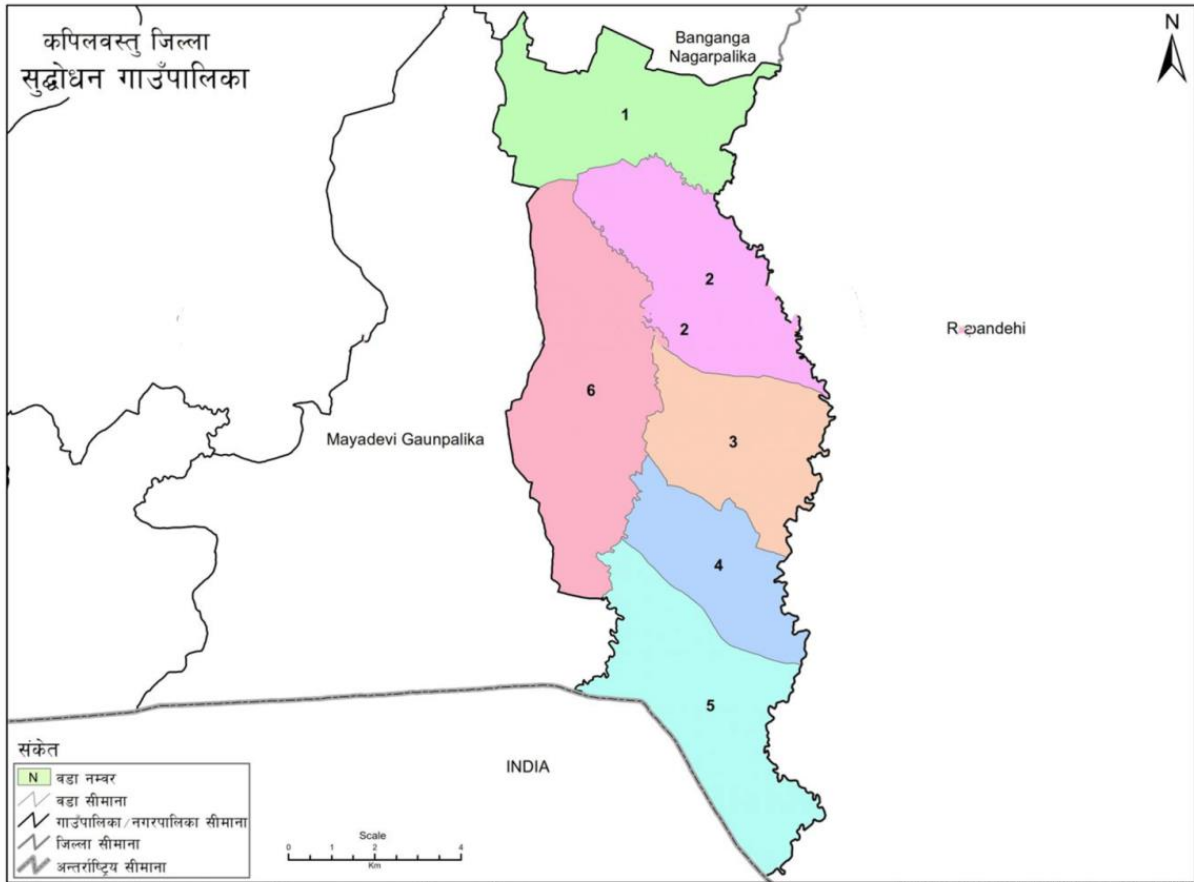 कपिलवस्तु जिल्ला
सुद्धोधन गाउँपालिका
Banganga
Nagarpalika
N
1
2
2
6
3
Mayadevi Gaunpalika
4
5
INDIA
संकेत
N वडा नम्बर
वडा सीमाना
गाउँपालिका/नगरपालिका सीमाना
जिल्ला सीमाना
अन्तर्राष्ट्रिय सीमाना
Scale
0 1 2 4
Km